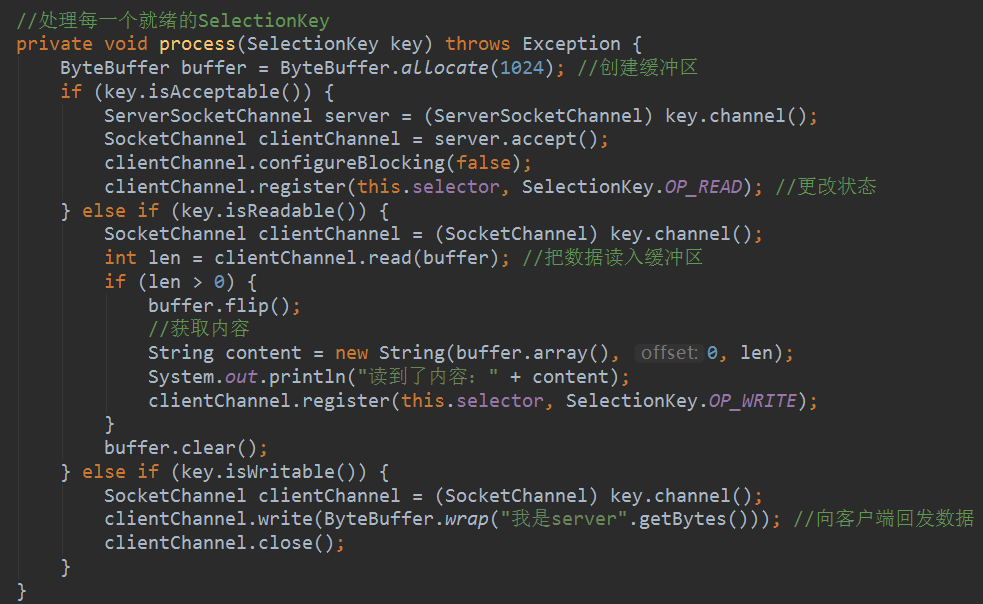 //处理每一个就绪的SelectionKey
private void process(SelectionKey key) throws Exception {
    ByteBuffer buffer = ByteBuffer.allocate(1024); //创建缓冲区
    if (key.isAcceptable()) {
        ServerSocketChannel server = (ServerSocketChannel) key.channel();
        SocketChannel clientChannel = server.accept();
        clientChannel.configureBlocking(false);
        clientChannel.register(this.selector, SelectionKey.OP_READ); //更改状态
    } else if (key.isReadable()) {
        SocketChannel clientChannel = (SocketChannel) key.channel();
        int len = clientChannel.read(buffer); //把数据读入缓冲区
        if (len > 0) {
            buffer.flip();
            //获取内容
            String content = new String(buffer.array(), offset: 0, len);
            System.out.println("读到了内容：" + content);
            clientChannel.register(this.selector, SelectionKey.OP_WRITE);
        }
        buffer.clear();
    } else if (key.isWritable()) {
        SocketChannel clientChannel = (SocketChannel) key.channel();
        clientChannel.write(ByteBuffer.wrap("我是server".getBytes())); //向客户端回发数据
        clientChannel.close();
    }
}